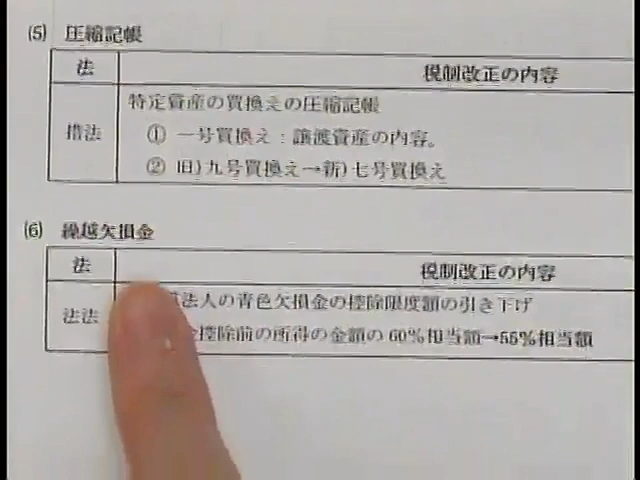 (5) 圧縮記帳
法 税制改正の内容
措法
特定資産の買換えの圧縮記帳
① 一号買換え：譲渡資産の内容。
② 旧)九号買換え→新)七号買換え
(6) 繰越欠損金
法 税制改正の内容
法法
法人の青色欠損金の控除限度額の引き下げ
控除前の所得の金額の60%相当額→55%相当額